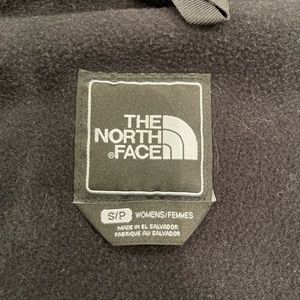 THE
NORTH
®FACE
S/P WOMENS/FEMMES
MADE IN EL SALVADOR
FABRIQUE AU SALVADOR